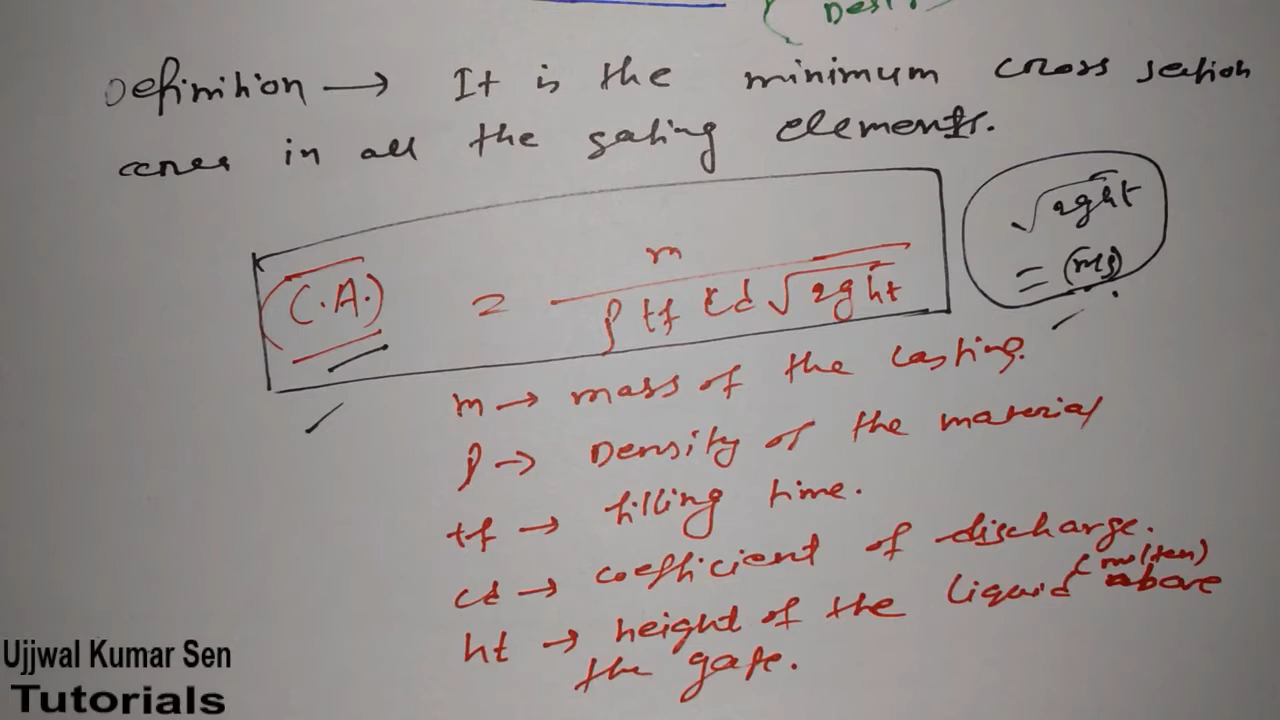 Definition → It is the minimum cross section
area in all the gating elements.
(C.A.) = m / ρ tf Cd √2ght
√2ght
= (m/s)
m → mass of the casting.
ρ → Density of the material
tf → filling time.
cd → coefficient of discharge.
ht → height of the liquid (molten) above
the gate.
Ujjwal Kumar Sen
Tutorials